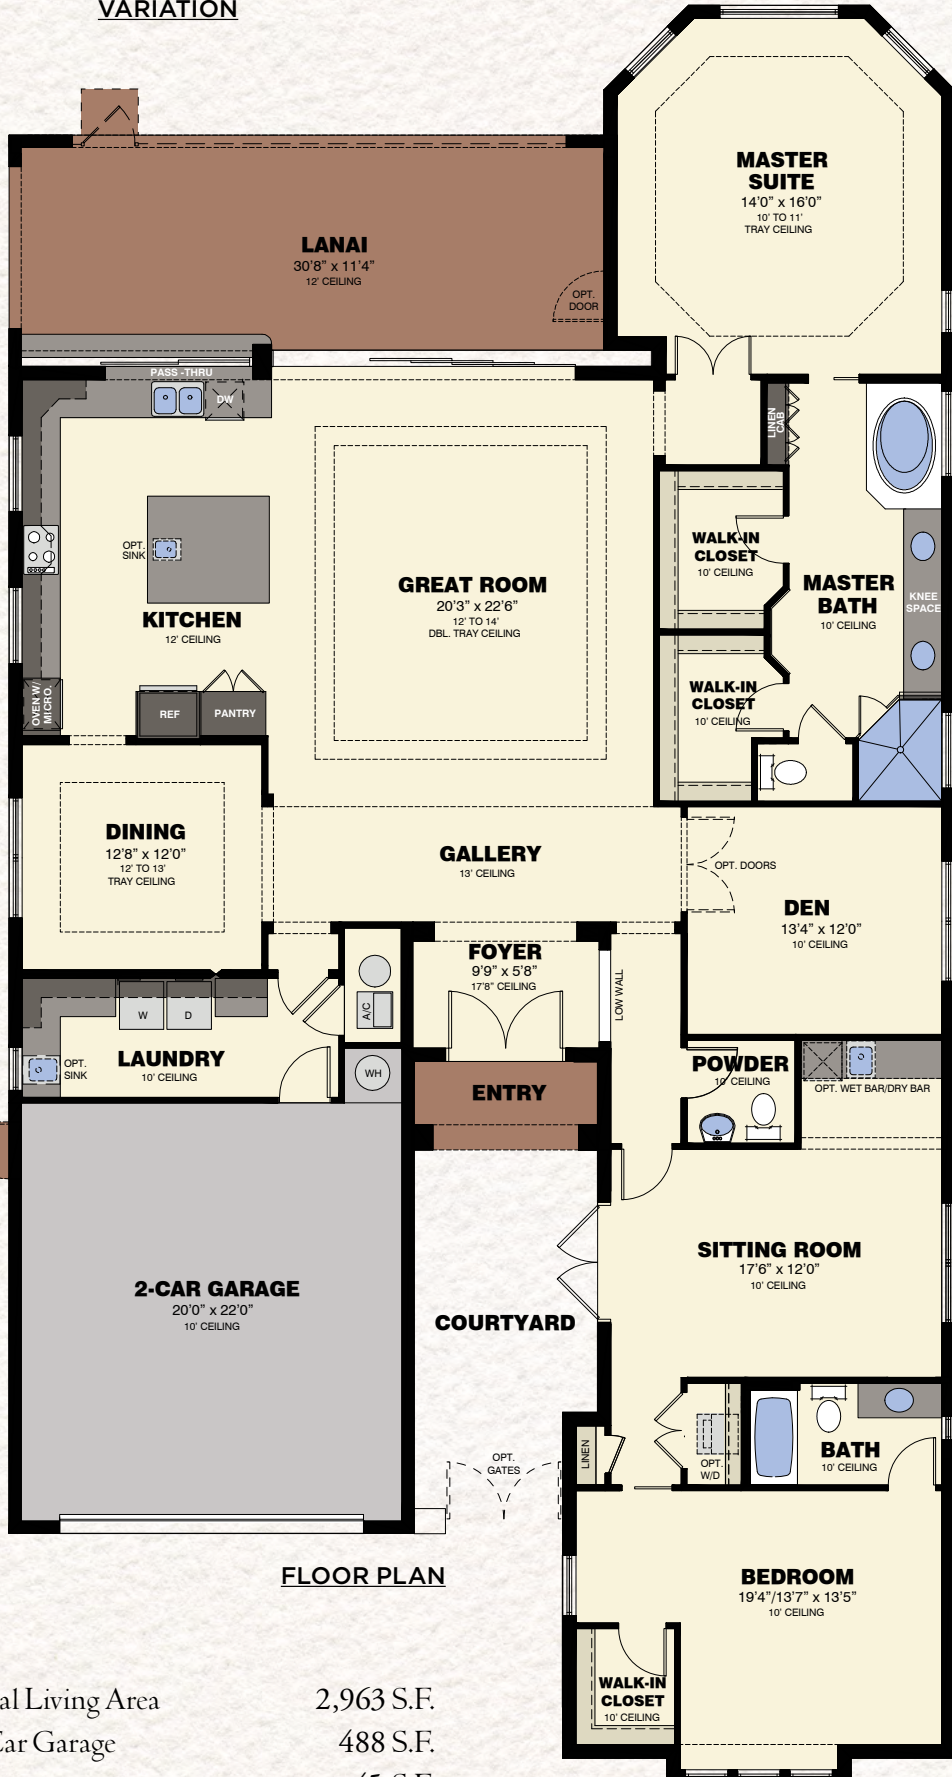 VARIATION
MASTER
SUITE
14'0" x 16'0"
10' TO 11'
TRAY CEILING
LANAI
30'8" x 11'4"
12' CEILING
OPT.
DOOR
PASS -THRU
DW
LINEN
CAB
OPT.
SINK
KITCHEN
12' CEILING
GREAT ROOM
20'3" x 22'6"
12' TO 14'
DBL. TRAY CEILING
WALK-IN
CLOSET
10' CEILING
MASTER
BATH
10' CEILING
KNEE
SPACE
OVEN W/
MICRO.
REF
PANTRY
WALK-IN
CLOSET
10' CEILING
DINING
12'8" x 12'0"
12' TO 13'
TRAY CEILING
GALLERY
13' CEILING
OPT. DOORS
DEN
13'4" x 12'0"
10' CEILING
FOYER
9'9" x 5'8"
17'8" CEILING
LOW WALL
A/C
W
D
OPT.
SINK
LAUNDRY
10' CEILING
WH
ENTRY
POWDER
10' CEILING
OPT. WET BAR/DRY BAR
SITTING ROOM
17'6" x 12'0"
10' CEILING
2-CAR GARAGE
20'0" x 22'0"
10' CEILING
COURTYARD
OPT.
GATES
LINEN
OPT.
W/D
BATH
10' CEILING
FLOOR PLAN
BEDROOM
19'4"/13'7" x 13'5"
10' CEILING
WALK-IN
CLOSET
10' CEILING
al Living Area 2,963 S.F.
Car Garage 488 S.F.